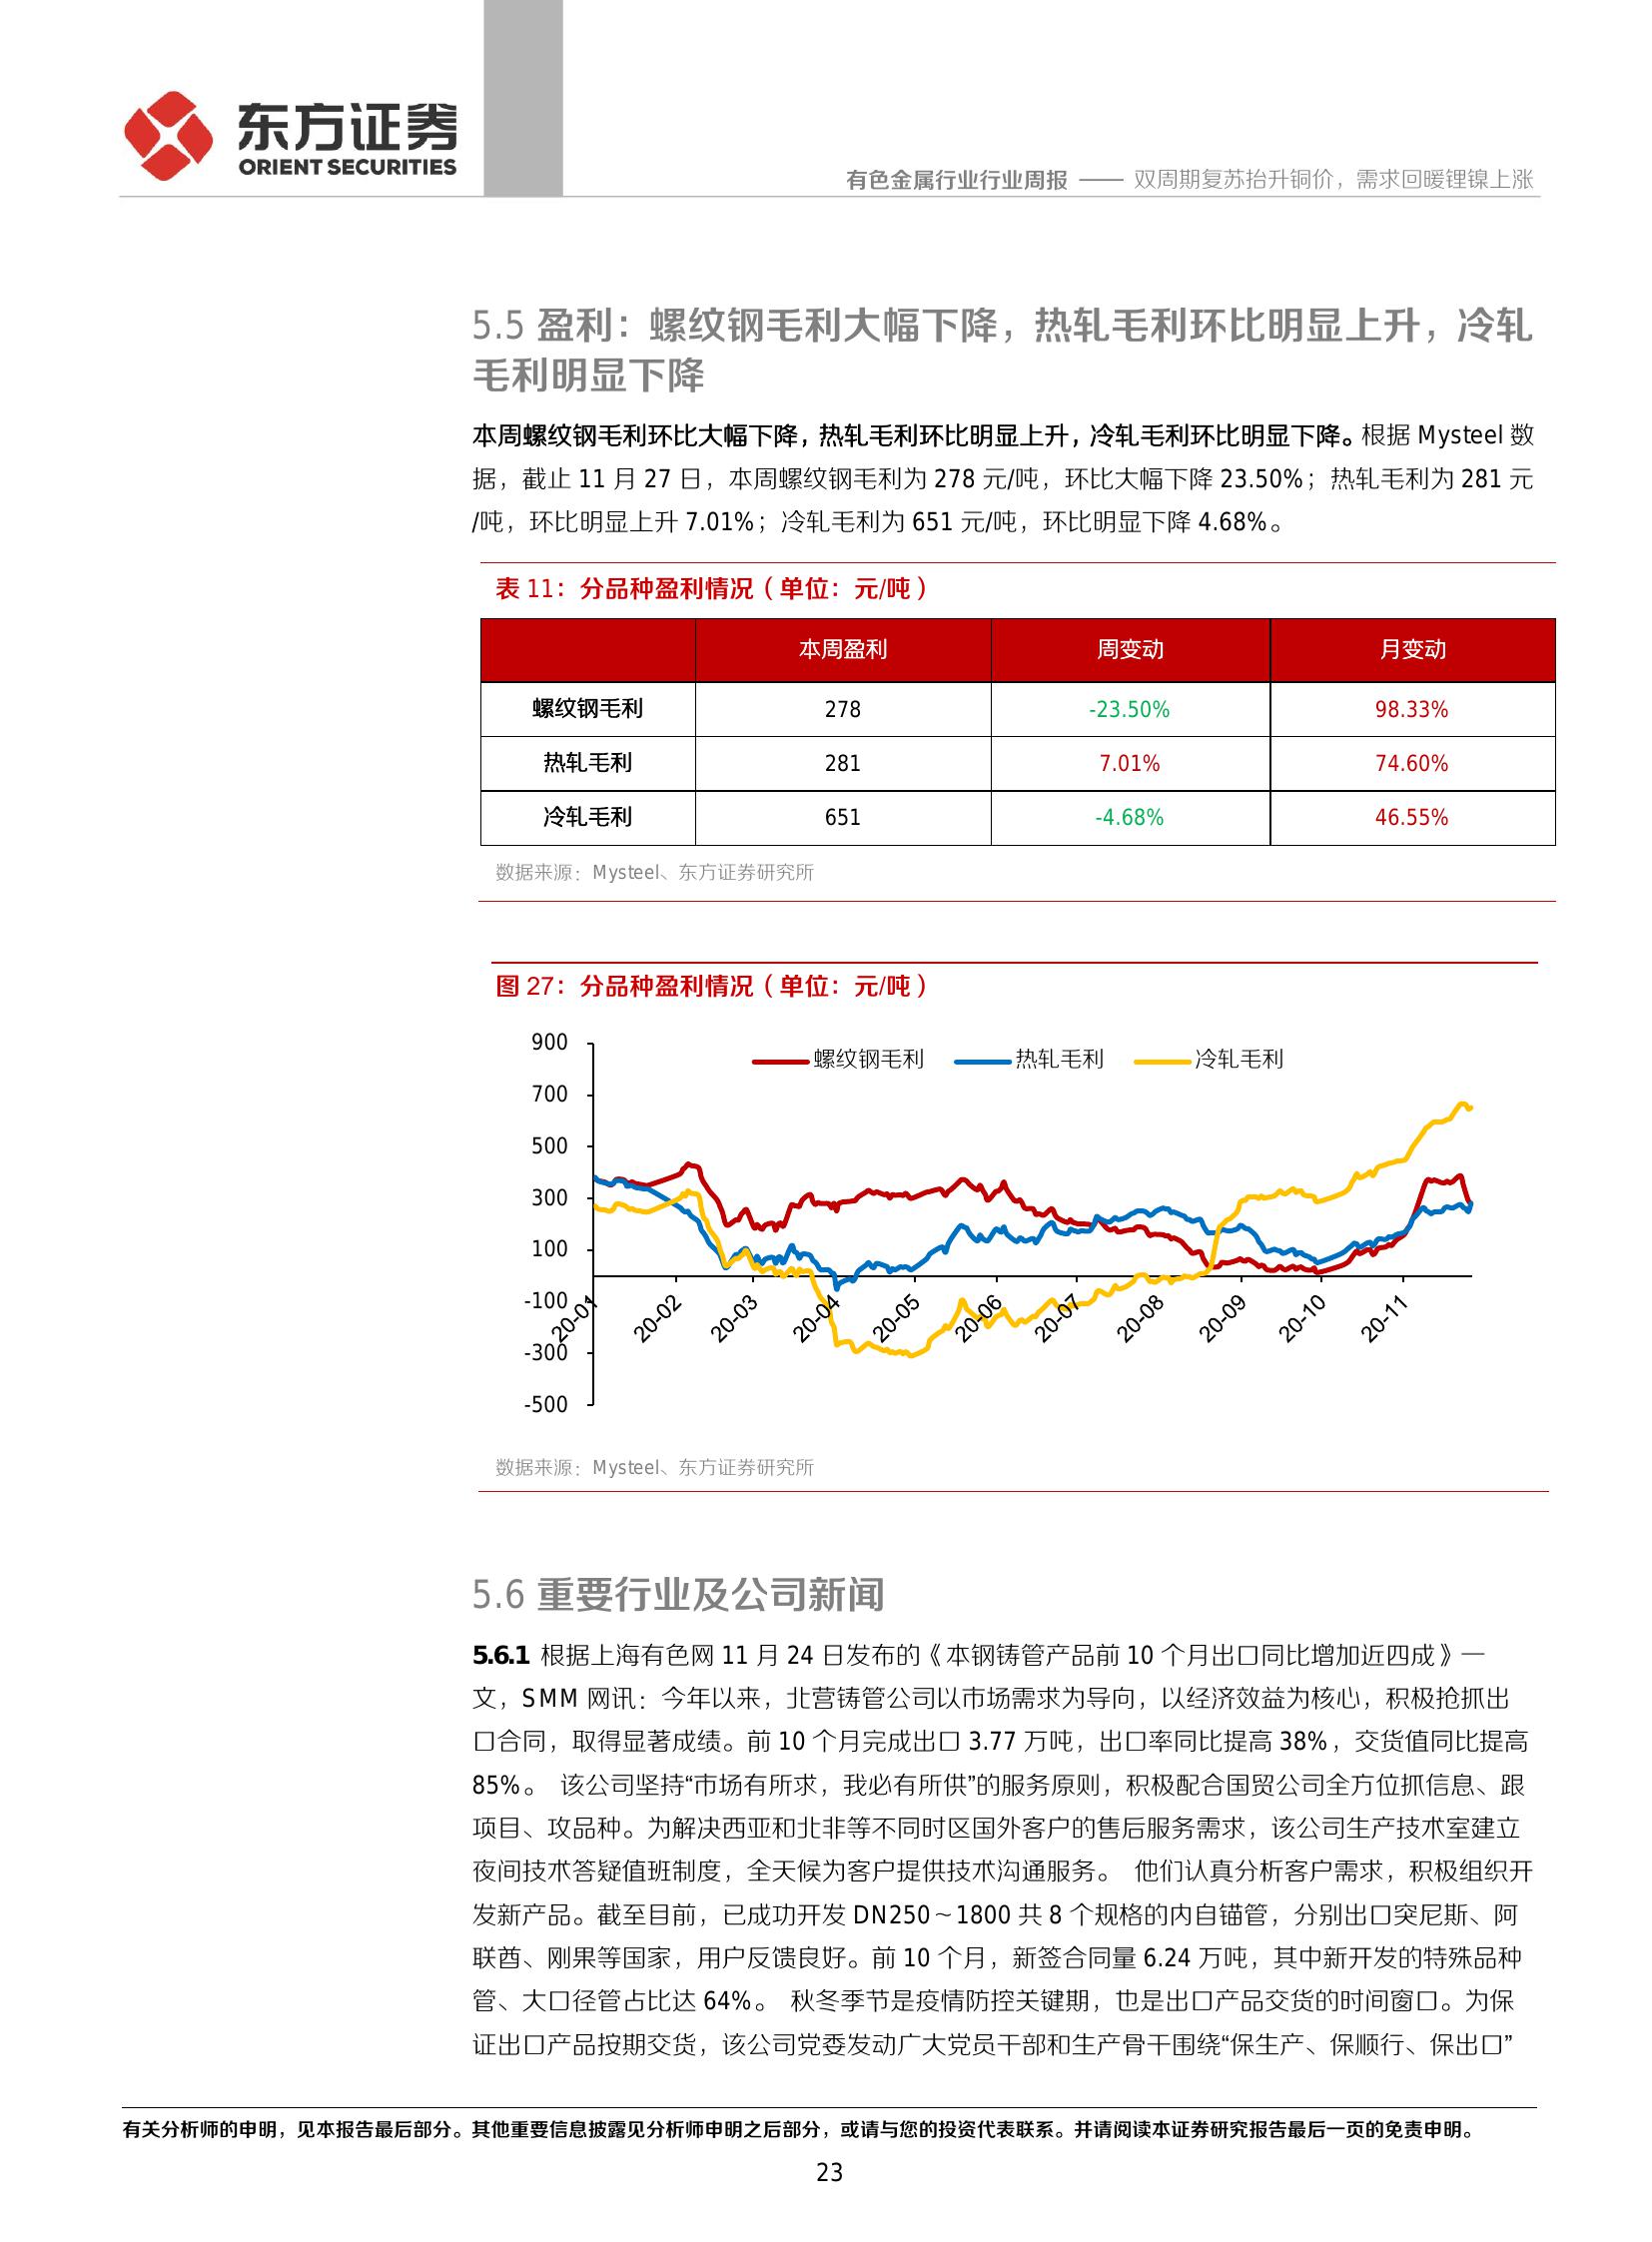 东方证券
ORIENT SECURITIES
有色金属行业行业周报 —— 双周期复苏抬升铜价，需求回暖锂镍上涨
5.5 盈利：螺纹钢毛利大幅下降，热轧毛利环比明显上升，冷轧
毛利明显下降
本周螺纹钢毛利环比大幅下降，热轧毛利环比明显上升，冷轧毛利环比明显下降。根据 Mysteel 数
据，截止 11 月 27 日，本周螺纹钢毛利为 278 元/吨，环比大幅下降 23.50%；热轧毛利为 281 元
/吨，环比明显上升 7.01%；冷轧毛利为 651 元/吨，环比明显下降 4.68%。
表 11：分品种盈利情况（单位：元/吨）
本周盈利 周变动 月变动
螺纹钢毛利 278 -23.50% 98.33%
热轧毛利 281 7.01% 74.60%
冷轧毛利 651 -4.68% 46.55%
数据来源：Mysteel、东方证券研究所
图 27：分品种盈利情况（单位：元/吨）
螺纹钢毛利 热轧毛利 冷轧毛利
900
700
500
300
100
-100
-300
-500
20-01 20-02 20-03 20-04 20-05 20-06 20-07 20-08 20-09 20-10 20-11
数据来源：Mysteel、东方证券研究所
5.6 重要行业及公司新闻
5.6.1 根据上海有色网 11 月 24 日发布的《本钢铸管产品前 10 个月出口同比增加近四成》一
文，SMM 网讯：今年以来，北营铸管公司以市场需求为导向，以经济效益为核心，积极抢抓出
口合同，取得显著成绩。前 10 个月完成出口 3.77 万吨，出口率同比提高 38%，交货值同比提高
85%。 该公司坚持“市场有所求，我必有所供”的服务原则，积极配合国贸公司全方位抓信息、跟
项目、攻品种。为解决西亚和北非等不同时区国外客户的售后服务需求，该公司生产技术室建立
夜间技术答疑值班制度，全天候为客户提供技术沟通服务。 他们认真分析客户需求，积极组织开
发新产品。截至目前，已成功开发 DN250～1800 共 8 个规格的内自锚管，分别出口突尼斯、阿
联酋、刚果等国家，用户反馈良好。前 10 个月，新签合同量 6.24 万吨，其中新开发的特殊品种
管、大口径管占比达 64%。 秋冬季节是疫情防控关键期，也是出口产品交货的时间窗口。为保
证出口产品按期交货，该公司党委发动广大党员干部和生产骨干围绕“保生产、保顺行、保出口”
有关分析师的申明，见本报告最后部分。其他重要信息披露见分析师申明之后部分，或请与您的投资代表联系。并请阅读本证券研究报告最后一页的免责申明。
23